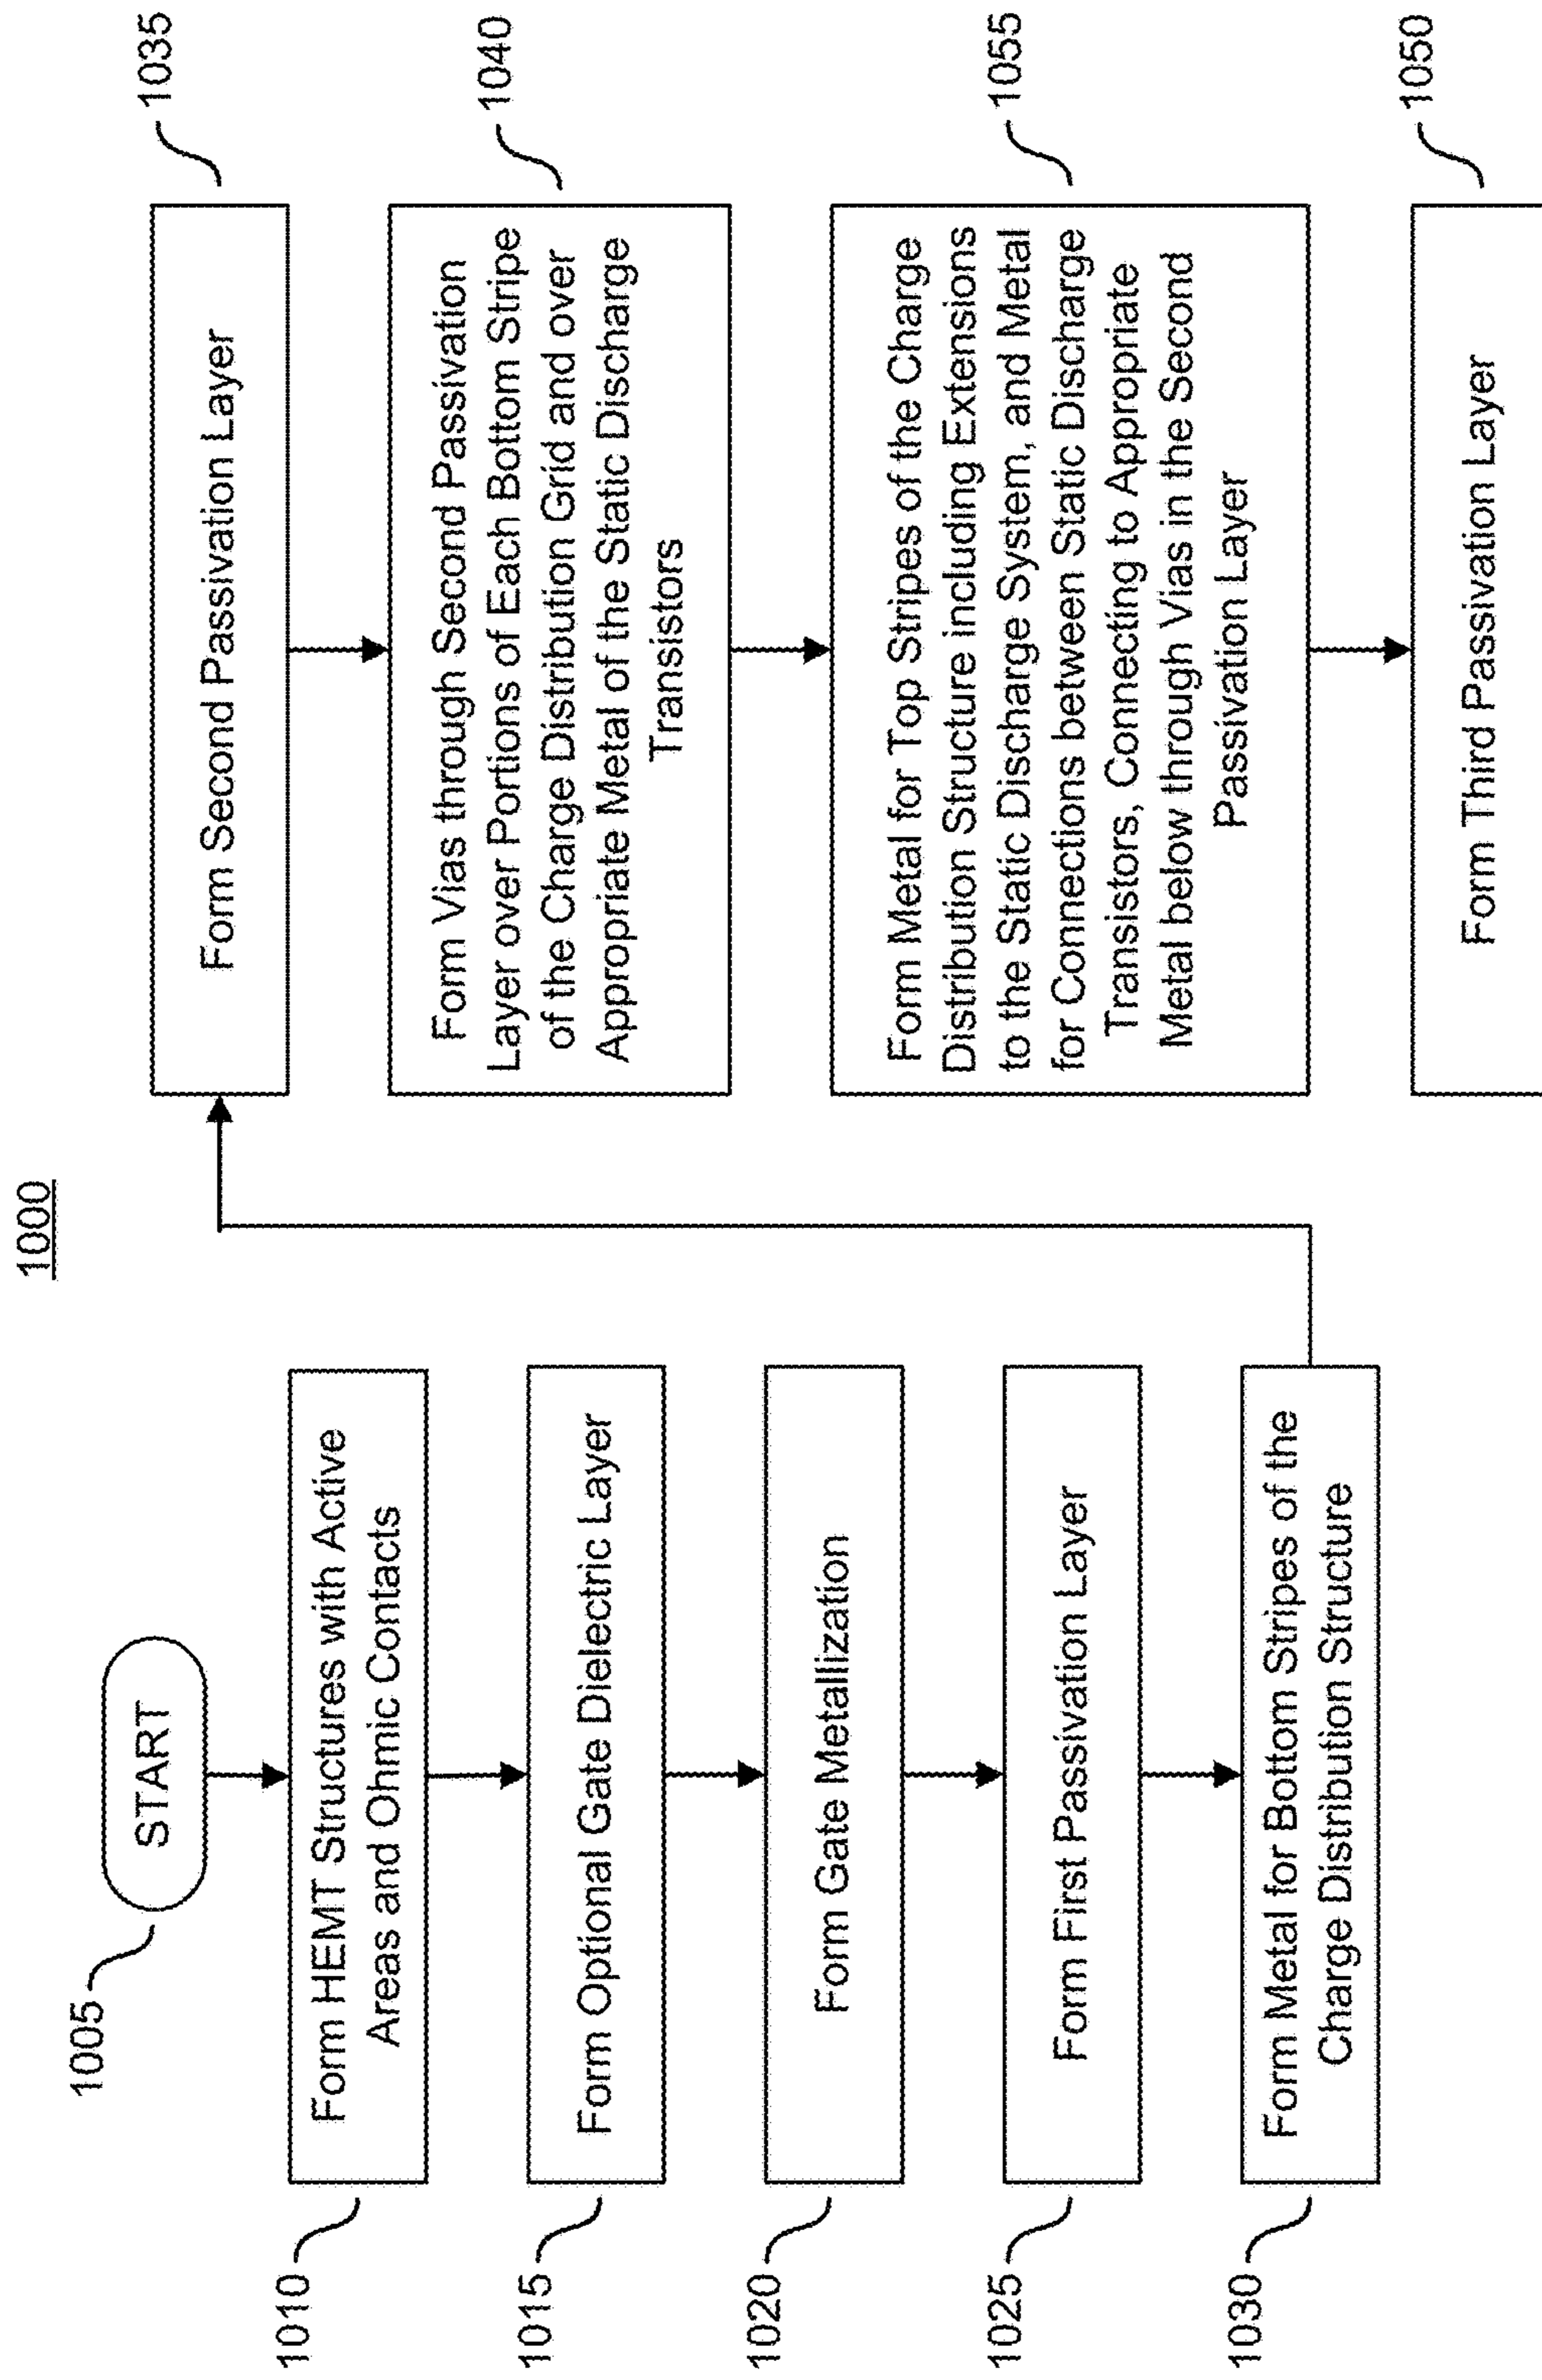 1000
1005
START
1010
Form HEMT Structures with Active
Areas and Ohmic Contacts
1015
Form Optional Gate Dielectric Layer
1020
Form Gate Metallization
1025
Form First Passivation Layer
1030
Form Metal for Bottom Stripes of the
Charge Distribution Structure
1035
Form Second Passivation Layer
1040
Form Vias through Second Passivation
Layer over Portions of Each Bottom Stripe
of the Charge Distribution Grid and over
Appropriate Metal of the Static Discharge
Transistors
1055
Form Metal for Top Stripes of the Charge
Distribution Structure including Extensions
to the Static Discharge System, and Metal
for Connections between Static Discharge
Transistors, Connecting to Appropriate
Metal below through Vias in the Second
Passivation Layer
1050
Form Third Passivation Layer